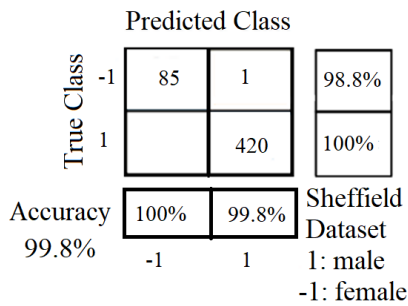 Predicted Class
True Class
-1 85 1 98.8%
1 420 100%
Accuracy 100% 99.8% Sheffield
99.8% Dataset
-1 1 1: male
-1: female